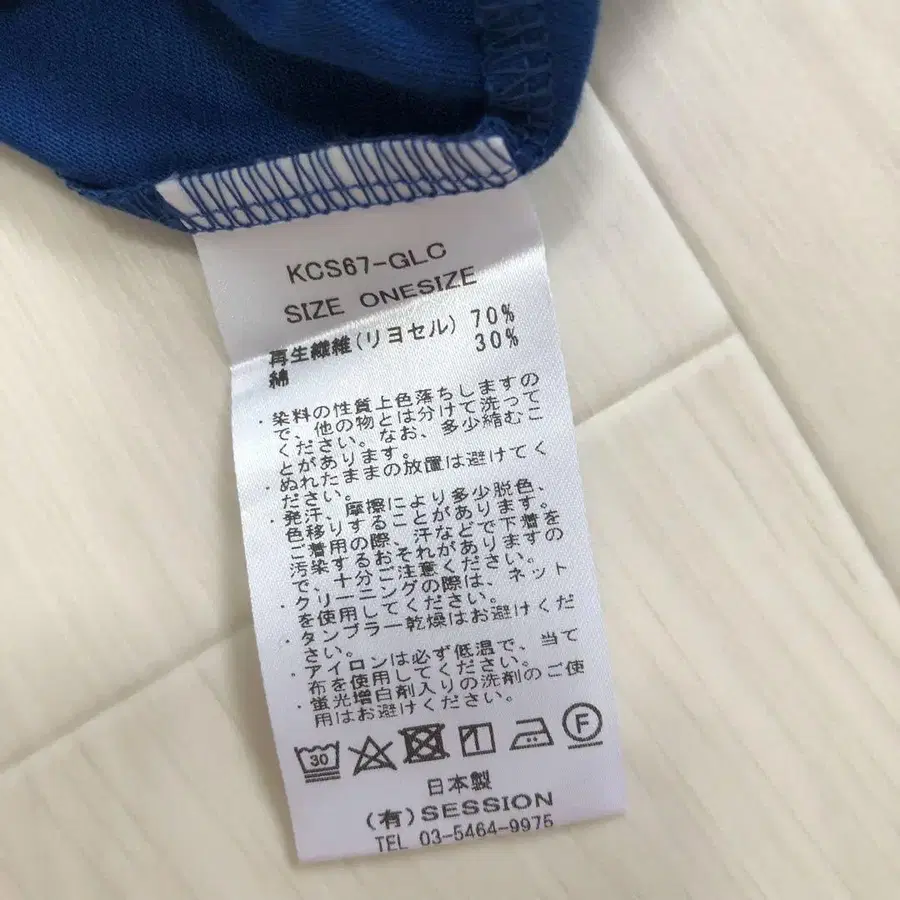 KCS67-GLC
SIZE ONESIZE
再生繊維(リヨセル) 70%
綿 30%
・染料の性質上色落ちしますの
で、他の物とは分けて洗って
ください。なお、多少縮むこ
とがあります。
・ぬれたままの放置は避けてく
ださい。
・発汗、摩擦により多少脱色、
色移りすることがあります。
ご着用の際、汗などで下着を
汚染するおそれがありますの
で、十分ご注意ください。
・クリーニングの際は、ネット
を使用してください。
・タンブラー乾燥はお避けくだ
さい。
・アイロンは必ず低温で、当て
布を使用してください。
・蛍光増白剤入りの洗剤のご使
用はお避けください。
30 F
日本製
(有)SESSION
TEL 03-5464-9975